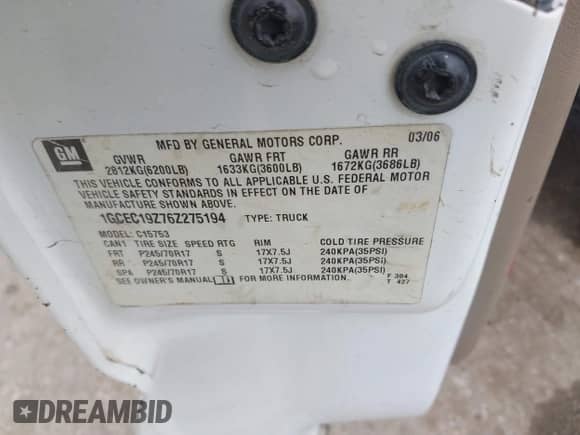 MFD BY GENERAL MOTORS CORP. 03/06
GM
GVWR GAWR FRT GAWR RR
2812KG(6200LB) 1633KG(3600LB) 1672KG(3686LB)
THIS VEHICLE CONFORMS TO ALL APPLICABLE U.S. FEDERAL MOTOR
VEHICLE SAFETY STANDARDS IN EFFECT ON THE DATE OF
MANUFACTURE SHOWN ABOVE.
1GCEC19Z76Z275194 TYPE: TRUCK
MODEL: C15753
GC1 TIRE SIZE SPEED RTG RIM COLD TIRE PRESSURE
FRT P245/70R17 S 17X7.5J 240KPA(35PSI)
RR P245/70R17 S 17X7.5J 240KPA(35PSI)
SPA P245/70R17 S 17X7.5J 240KPA(35PSI)
SEE OWNER'S MANUAL FOR MORE INFORMATION. F 304
T 427
DREAMBID